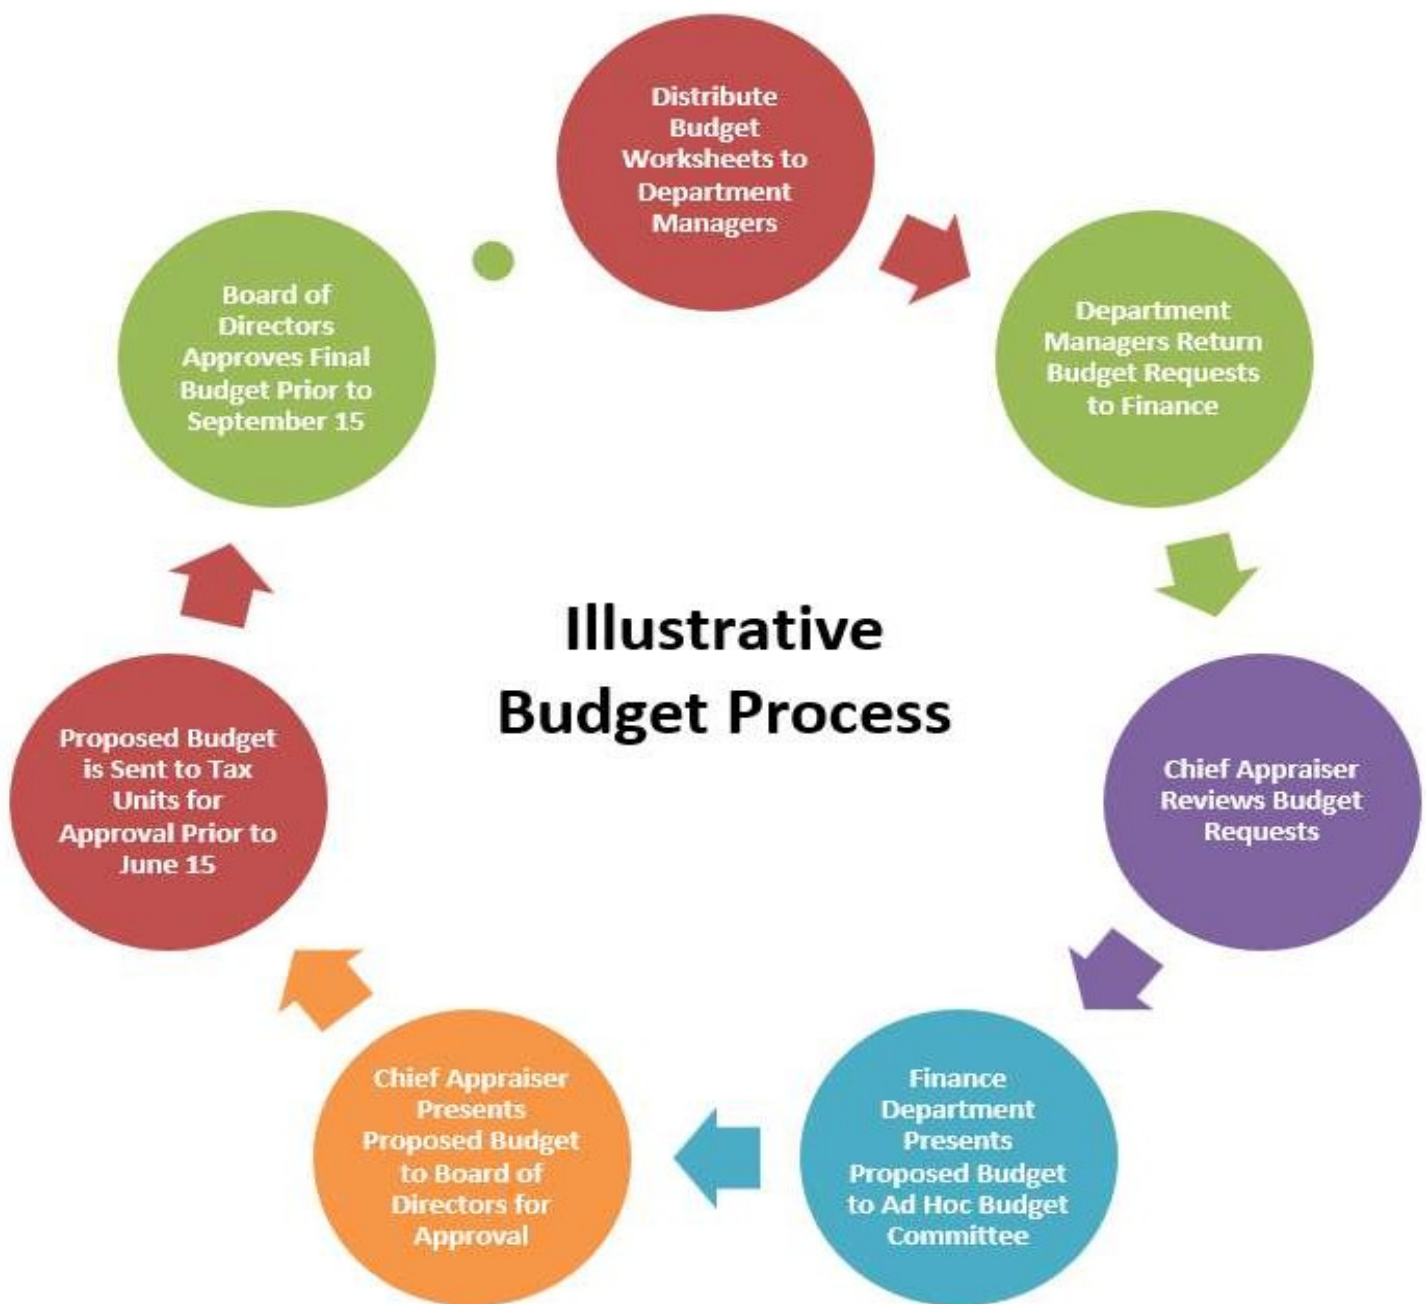 Distribute
Budget
Worksheets to
Department
Managers
Department
Managers Return
Budget Requests
to Finance
Chief Appraiser
Reviews Budget
Requests
Finance
Department
Presents
Proposed Budget
to Ad Hoc Budget
Committee
Chief Appraiser
Presents
Proposed Budget
to Board of
Directors for
Approval
Proposed Budget
is Sent to Tax
Units for
Approval Prior to
June 15
Board of
Directors
Approves Final
Budget Prior to
September 15
Illustrative
Budget Process